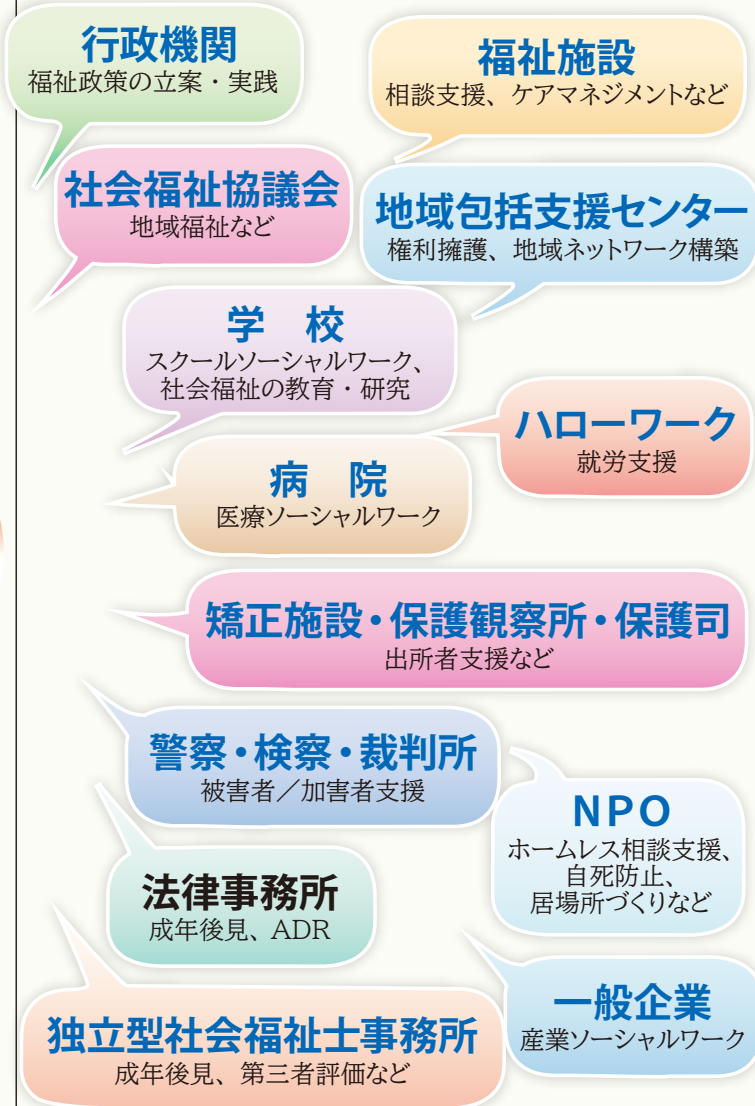 行政機関
福祉政策の立案・実践
福祉施設
相談支援、ケアマネジメントなど
社会福祉協議会
地域福祉など
地域包括支援センター
権利擁護、地域ネットワーク構築
学　校
スクールソーシャルワーク、
社会福祉の教育・研究
ハローワーク
就労支援
病　院
医療ソーシャルワーク
矯正施設・保護観察所・保護司
出所者支援など
警察・検察・裁判所
被害者／加害者支援
NPO
ホームレス相談支援、
自死防止、
居場所づくりなど
法律事務所
成年後見、ADR
一般企業
産業ソーシャルワーク
独立型社会福祉士事務所
成年後見、第三者評価など